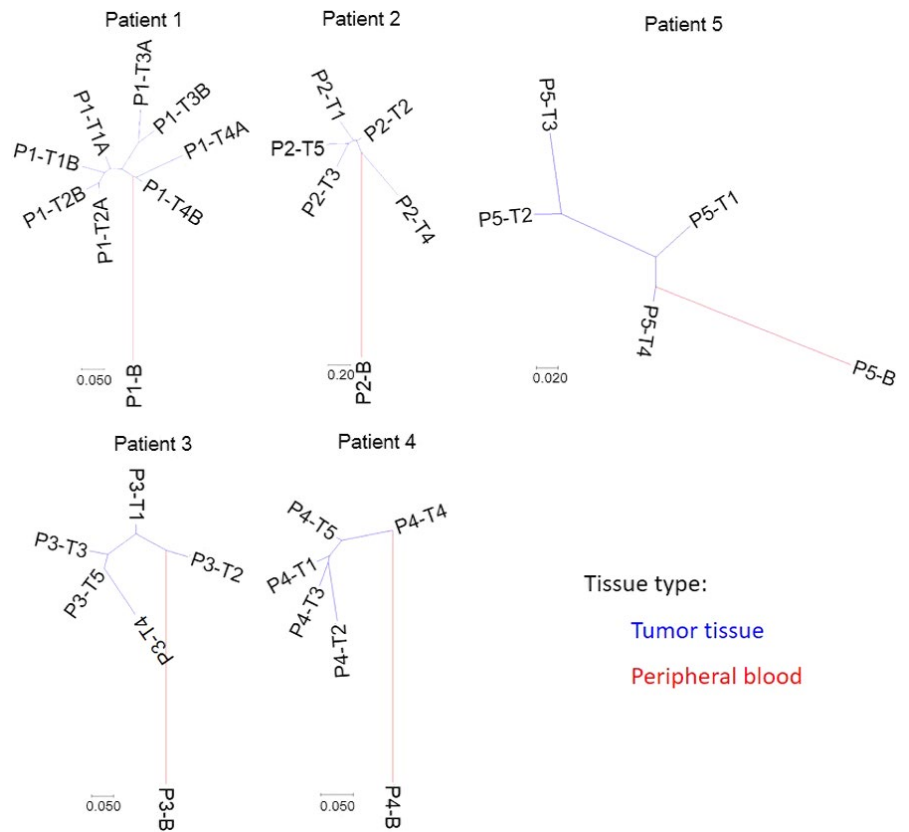 Patient 1
P1-T3A
P1-T3B
P1-T1A
P1-T4A
P1-T1B
P1-T4B
P1-T2B
P1-T2A
0.050
P1-B
Patient 2
P2-T1
P2-T2
P2-T5
P2-T3
P2-T4
0.20
P2-B
Patient 5
P5-T3
P5-T2
P5-T1
P5-T4
P5-B
0.020
Patient 3
P3-T1
P3-T3
P3-T2
P3-T5
P3-T4
0.050
P3-B
Patient 4
P4-T5
P4-T4
P4-T1
P4-T3
P4-T2
0.050
P4-B
Tissue type:
Tumor tissue
Peripheral blood